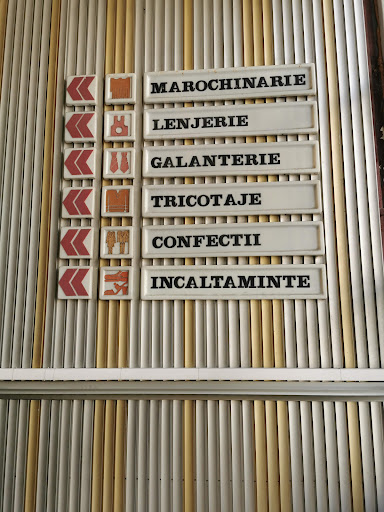 MAROCHINARIE
LENJERIE
GALANTERIE
TRICOTAJE
CONFECTII
INCALTAMINTE